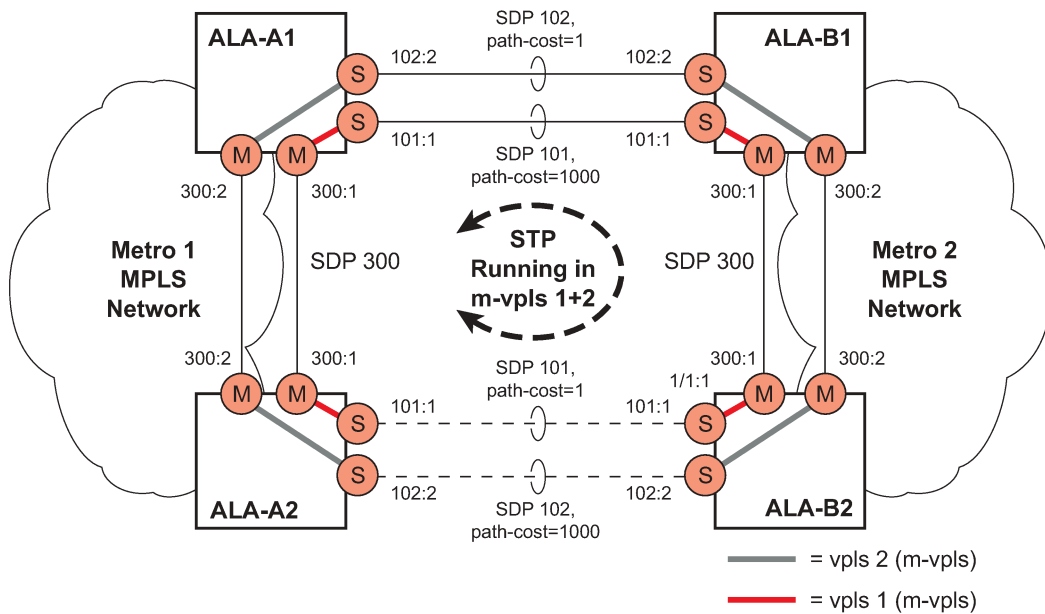 SDP 102,
path-cost=1
ALA-A1
ALA-B1
102:2
102:2
S
S
S
S
101:1
101:1
M
M
M
M
SDP 101,
path-cost=1000
300:2
300:1
300:1
300:2
STP
Running in
m-vpls 1+2
Metro 1
MPLS
Network
SDP 300
SDP 300
Metro 2
MPLS
Network
300:2
300:1
300:1
300:2
SDP 101,
path-cost=1
1/1:1
M
M
M
M
101:1
101:1
S
S
S
S
102:2
102:2
ALA-A2
ALA-B2
SDP 102,
path-cost=1000
= vpls 2 (m-vpls)
= vpls 1 (m-vpls)